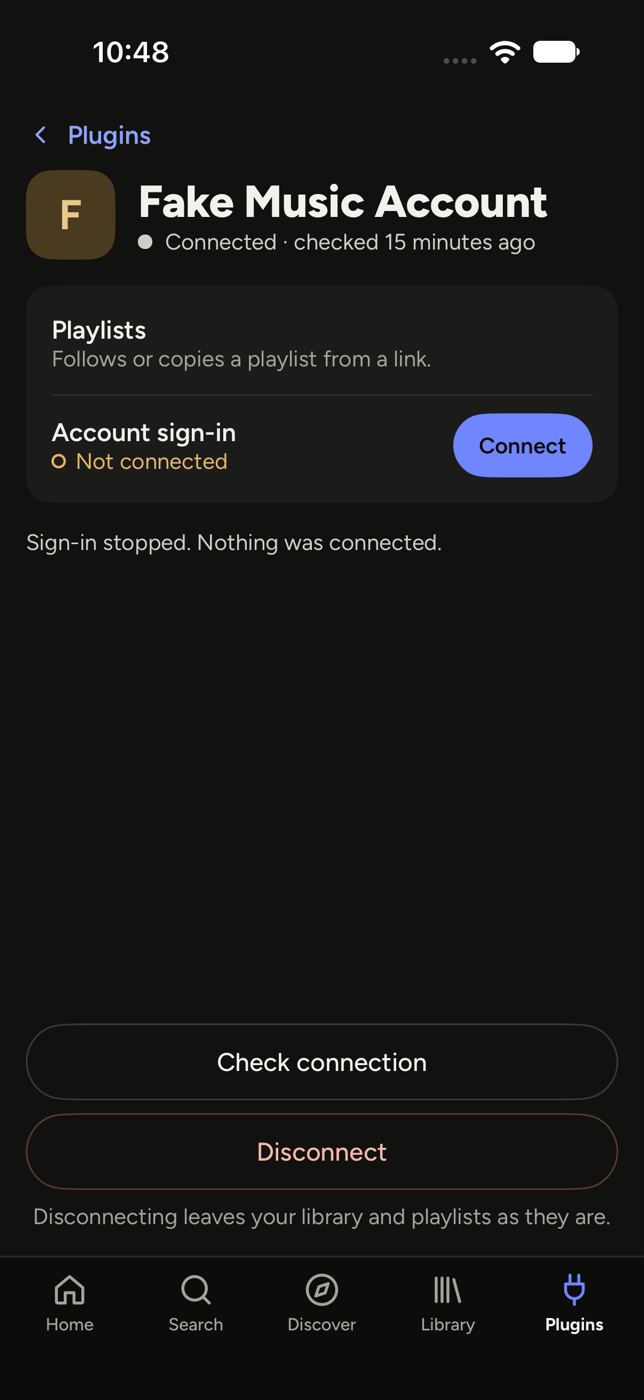 10:48
Plugins
F
Fake Music Account
Connected · checked 15 minutes ago
Playlists
Follows or copies a playlist from a link.
Account sign-in
Not connected
Connect
Sign-in stopped. Nothing was connected.
Check connection
Disconnect
Disconnecting leaves your library and playlists as they are.
Home Search Discover Library Plugins